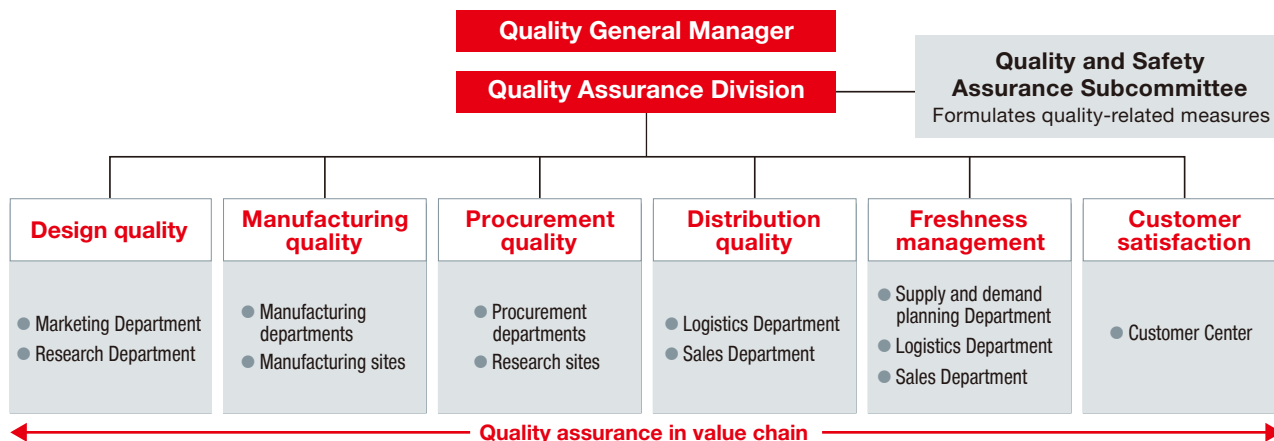 Quality General Manager
Quality Assurance Division
Quality and Safety
Assurance Subcommittee
Formulates quality-related measures
Design quality
Manufacturing
quality
Procurement
quality
Distribution
quality
Freshness
management
Customer
satisfaction
Marketing Department
Research Department
Manufacturing
departments
Manufacturing sites
Procurement
departments
Research sites
Logistics Department
Sales Department
Supply and demand
planning Department
Logistics Department
Sales Department
Customer Center
Quality assurance in value chain